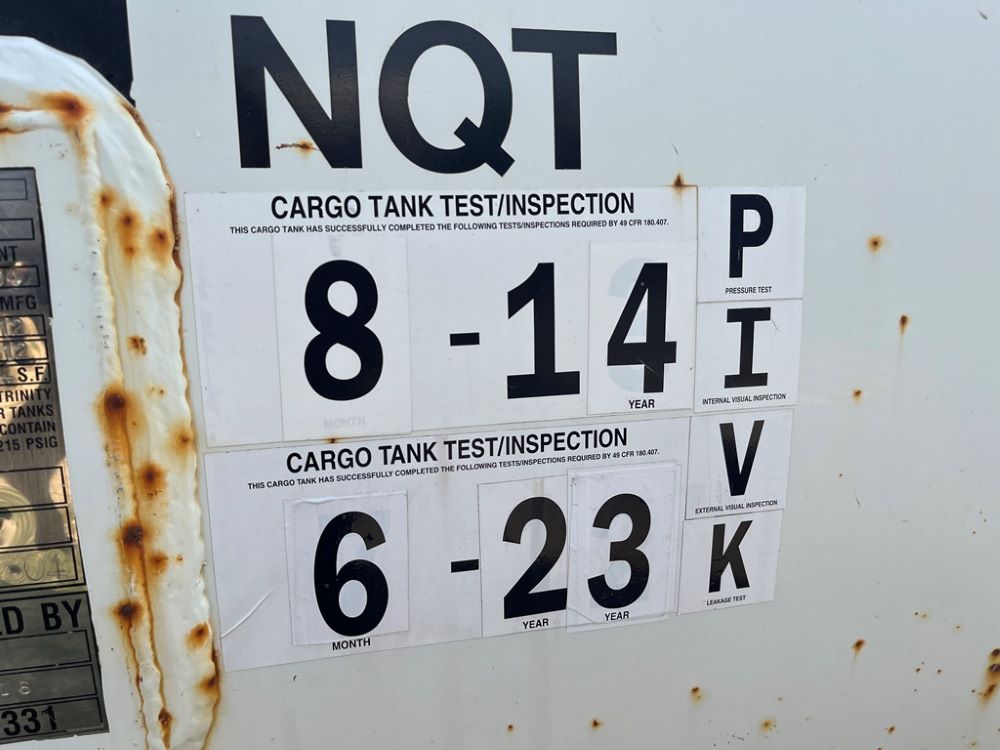 NQT
CARGO TANK TEST/INSPECTION
THIS CARGO TANK HAS SUCCESSFULLY COMPLETED THE FOLLOWING TESTS/INSPECTIONS REQUIRED BY 49 CFR 180.407.
8 - 14
MONTH YEAR
P
PRESSURE TEST
I
INTERNAL VISUAL INSPECTION
CARGO TANK TEST/INSPECTION
THIS CARGO TANK HAS SUCCESSFULLY COMPLETED THE FOLLOWING TESTS/INSPECTIONS REQUIRED BY 49 CFR 180.407.
6 - 23
MONTH YEAR YEAR
V
EXTERNAL VISUAL INSPECTION
K
LEAKAGE TEST
MFG
S.F.
TRINITY
TANKS
CONTAIN
215 PSIG
BY
331